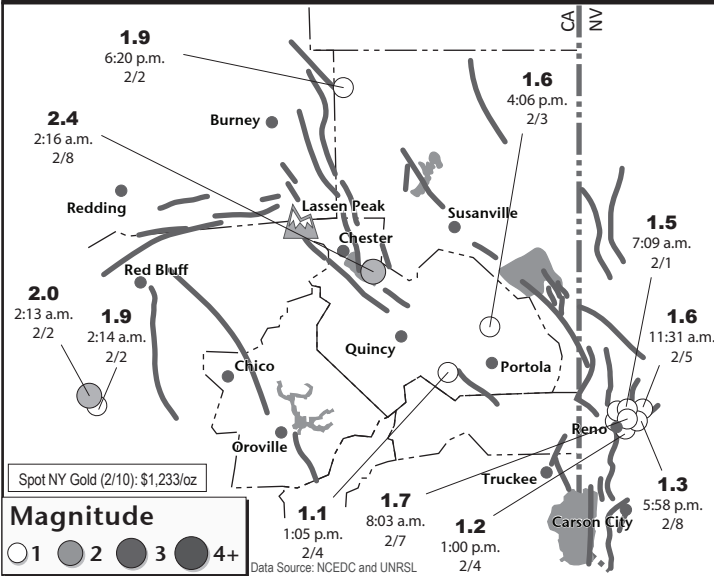 CA
NV
1.9
6:20 p.m.
2/2
1.6
4:06 p.m.
2/3
2.4
2:16 a.m.
2/8
Burney
Redding
Lassen Peak
Susanville
Chester
1.5
7:09 a.m.
2/1
Red Bluff
2.0
2:13 a.m.
2/2
1.9
2:14 a.m.
2/2
1.6
11:31 a.m.
2/5
Quincy
Portola
Chico
Reno
Oroville
Truckee
1.3
5:58 p.m.
2/8
Spot NY Gold (2/10): $1,233/oz
1.1
1:05 p.m.
2/4
1.7
8:03 a.m.
2/7
1.2
1:00 p.m.
2/4
Carson City
Magnitude
1 2 3 4+
Data Source: NCEDC and UNRSL